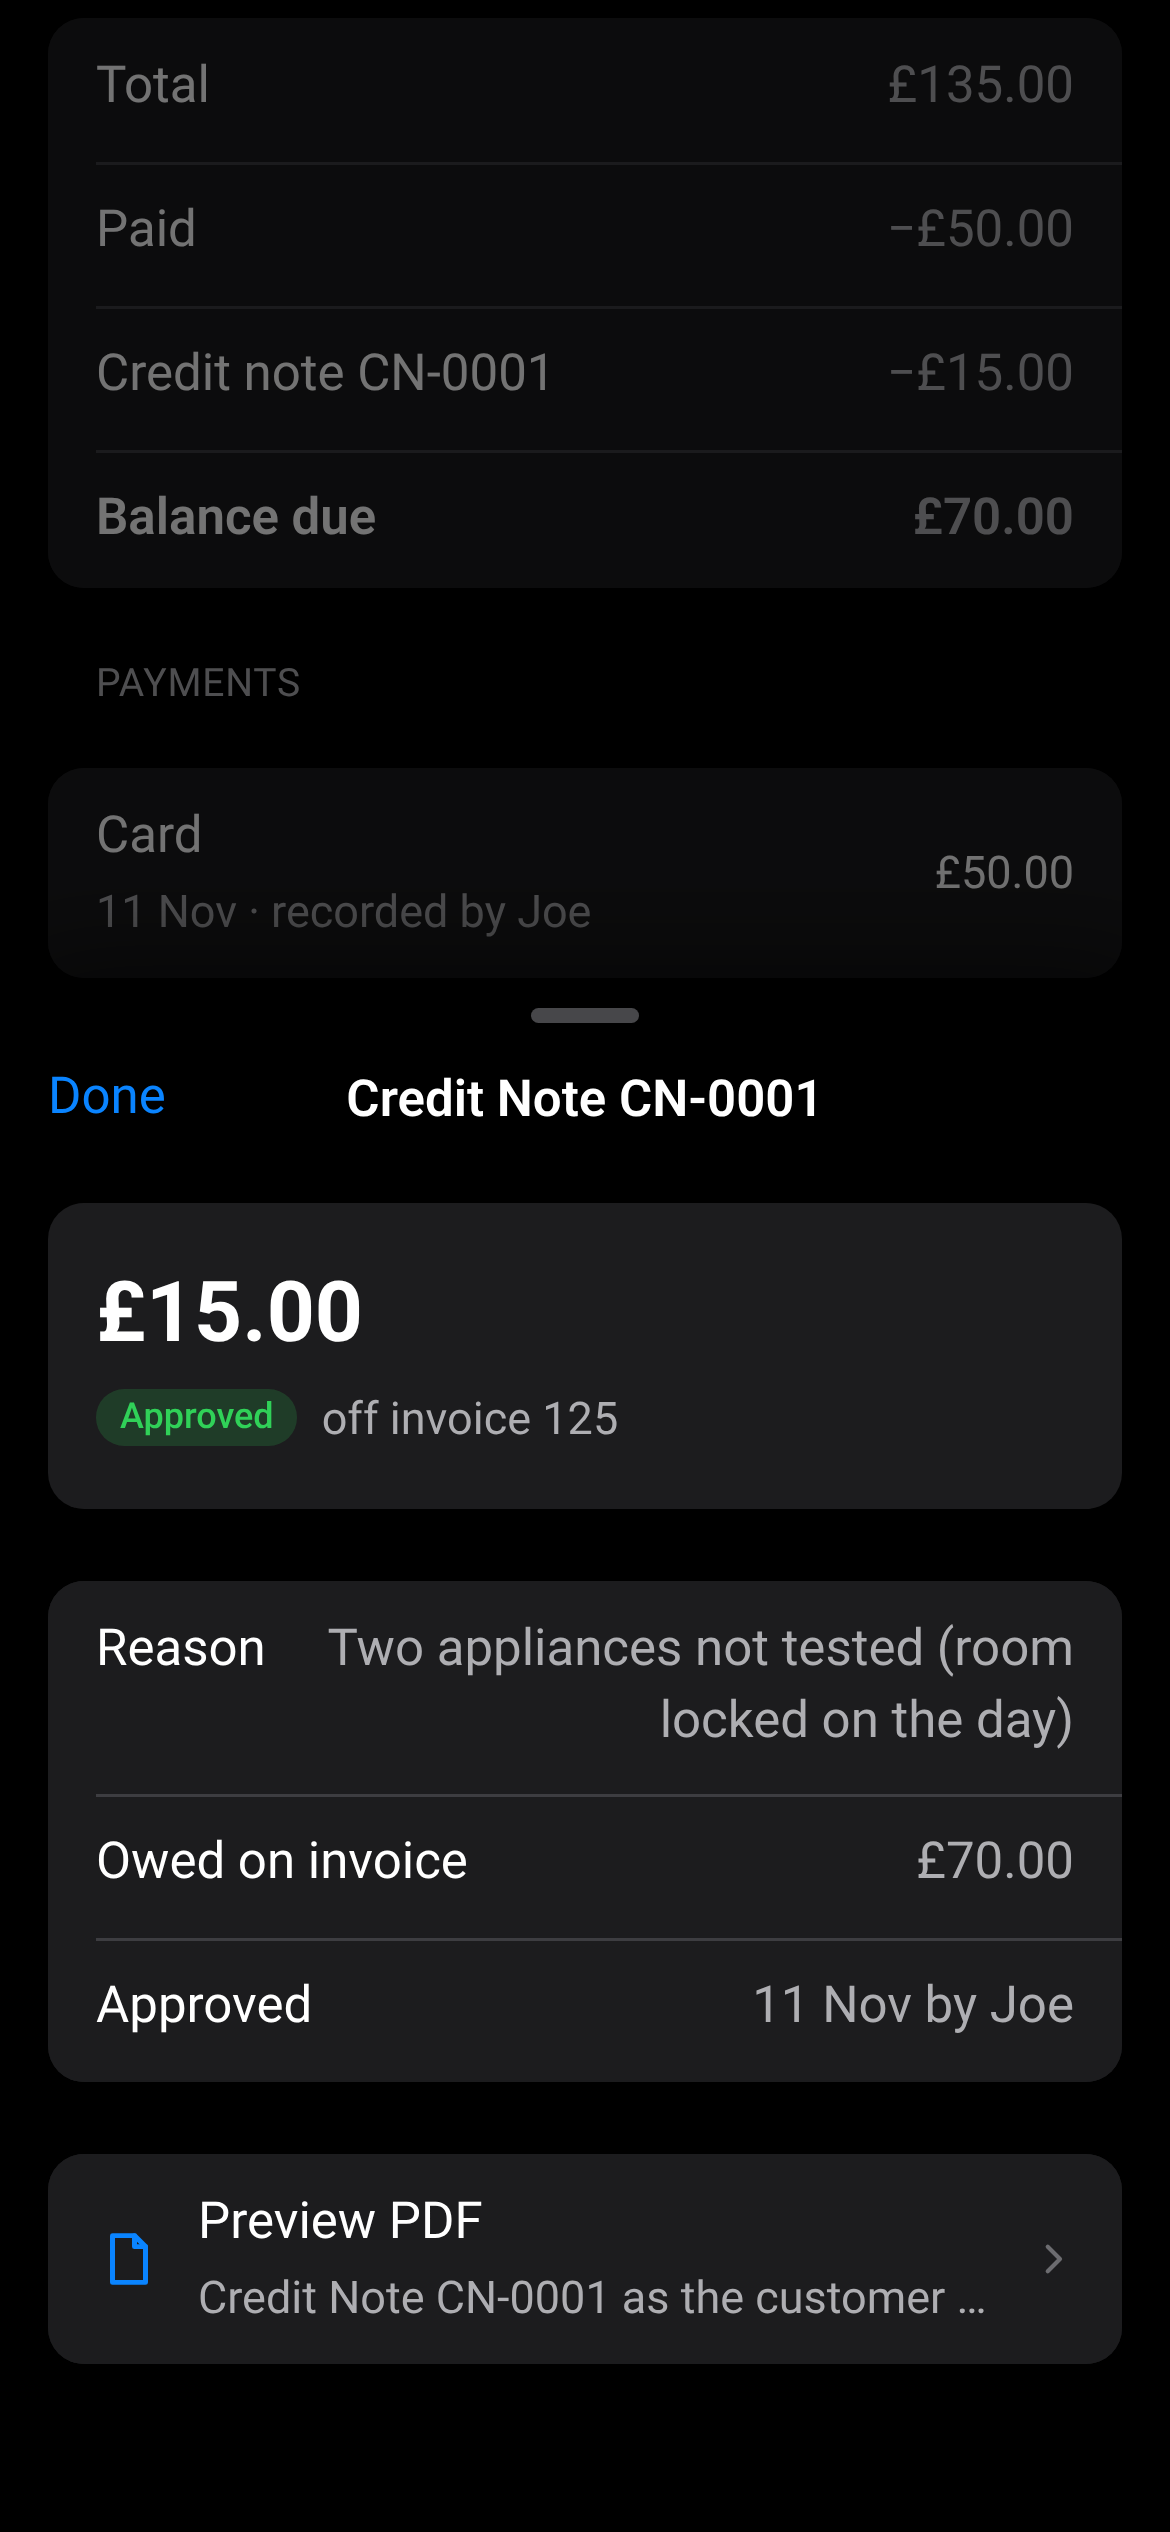 Total £135.00
Paid −£50.00
Credit note CN-0001 −£15.00
Balance due £70.00
PAYMENTS
Card
£50.00
11 Nov · recorded by Joe
Done Credit Note CN-0001
£15.00
Approved off invoice 125
Reason Two appliances not tested (room
locked on the day)
Owed on invoice £70.00
Approved 11 Nov by Joe
Preview PDF
Credit Note CN-0001 as the customer …